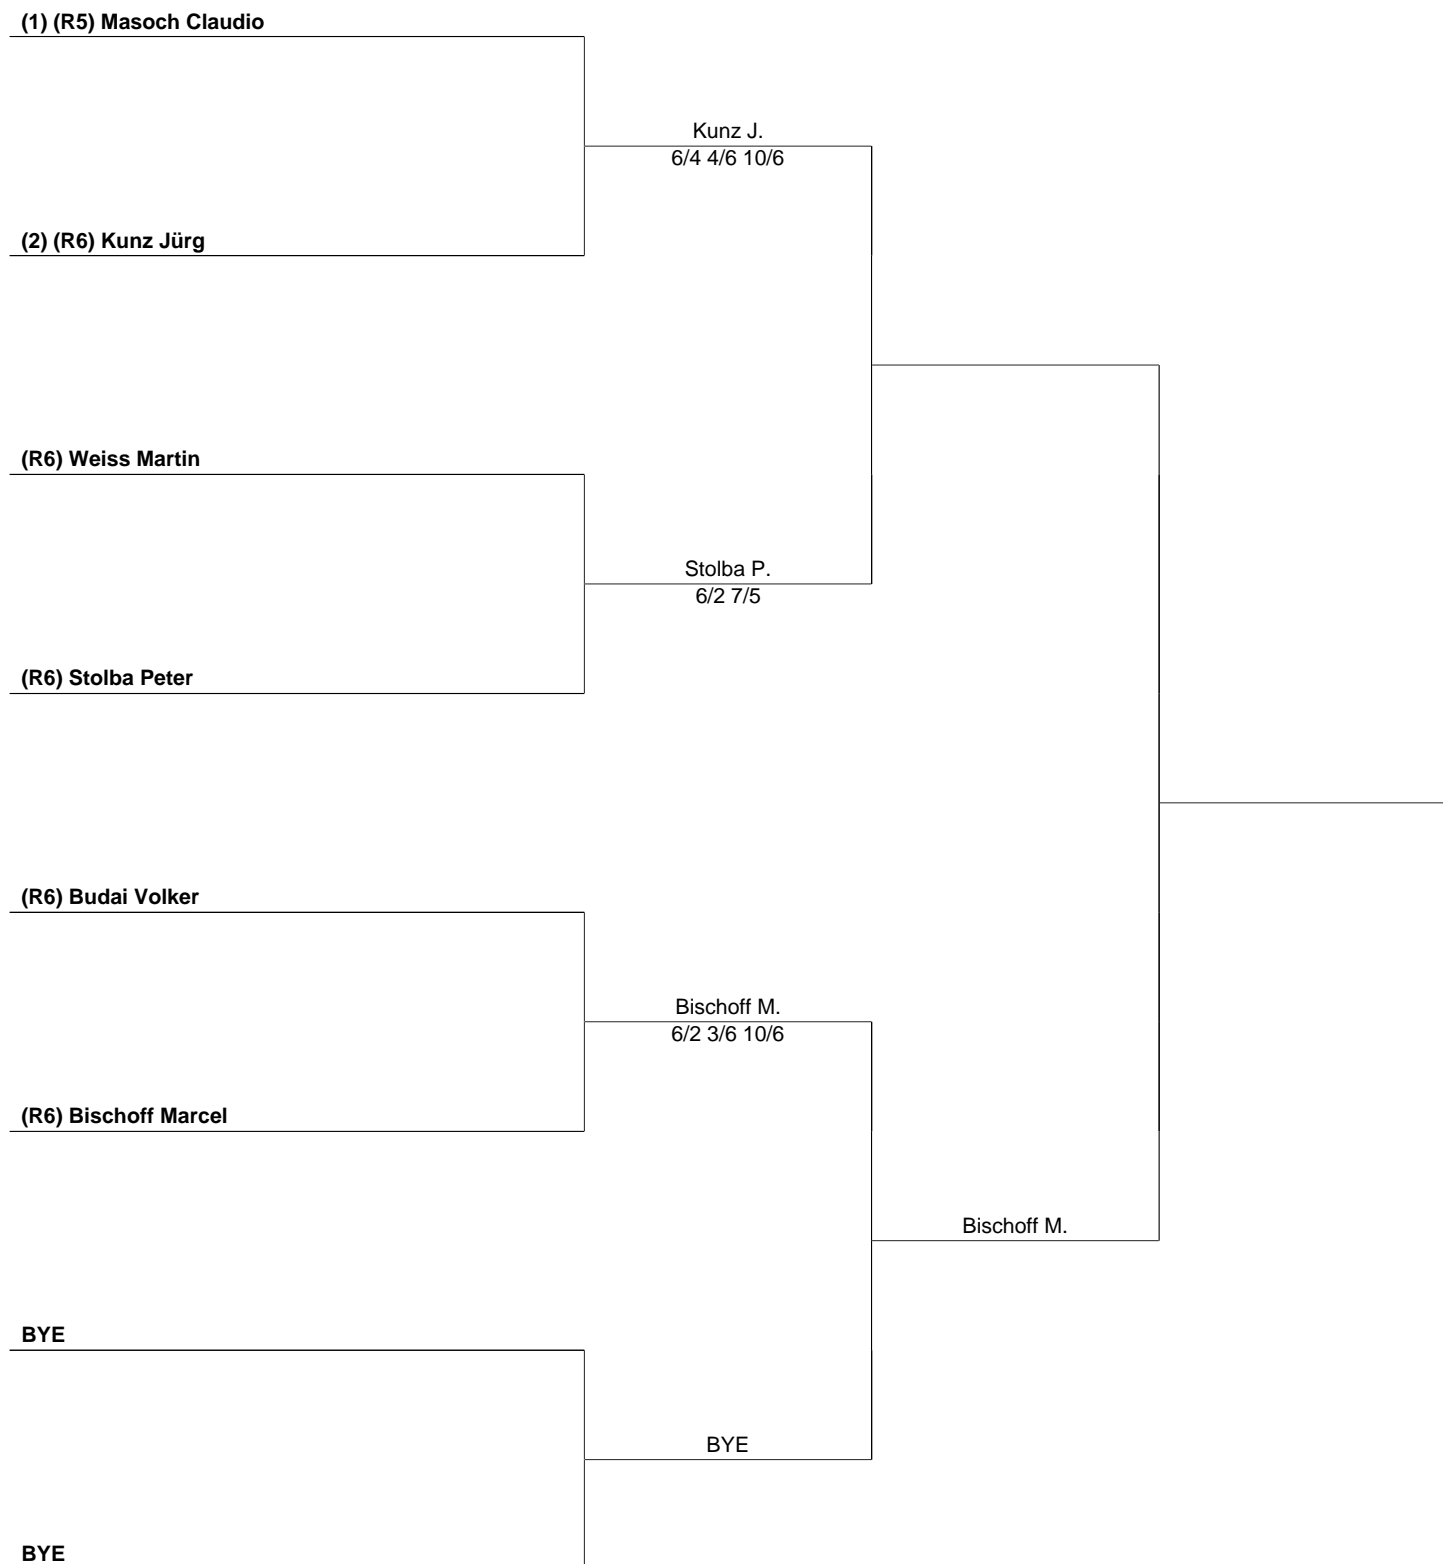 (1) (R5) Masoch Claudio
Kunz J.
6/4 4/6 10/6
(2) (R6) Kunz Jürg
(R6) Weiss Martin
Stolba P.
6/2 7/5
(R6) Stolba Peter
(R6) Budai Volker
Bischoff M.
6/2 3/6 10/6
(R6) Bischoff Marcel
Bischoff M.
BYE
BYE
BYE